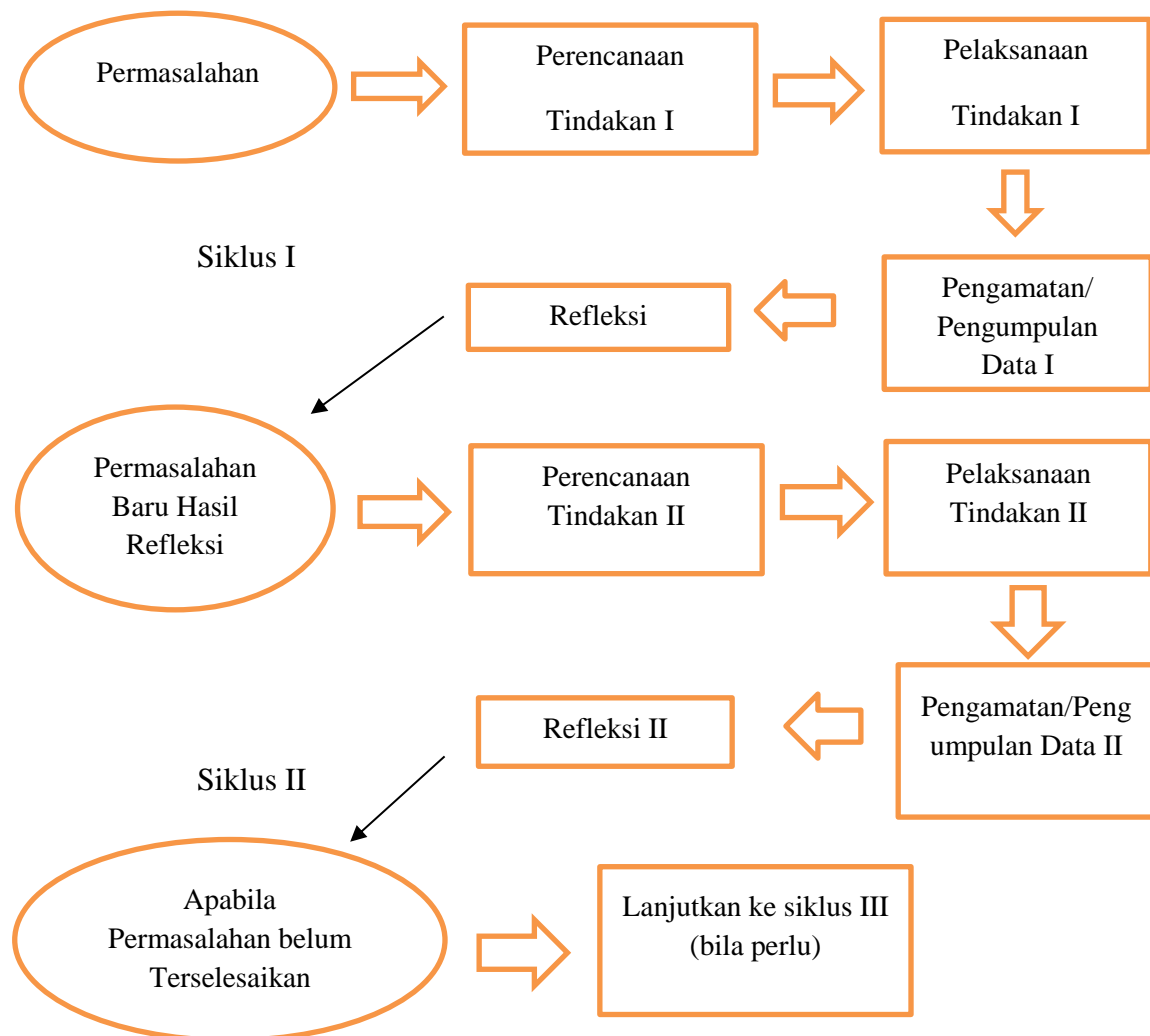 Permasalahan
Perencanaan
Tindakan I
Pelaksanaan
Tindakan I
Siklus I
Refleksi
Pengamatan/
Pengumpulan
Data I
Permasalahan
Baru Hasil
Refleksi
Perencanaan
Tindakan II
Pelaksanaan
Tindakan II
Siklus II
Refleksi II
Pengamatan/Peng
umpulan Data II
Apabila
Permasalahan belum
Terselesaikan
Lanjutkan ke siklus III
(bila perlu)